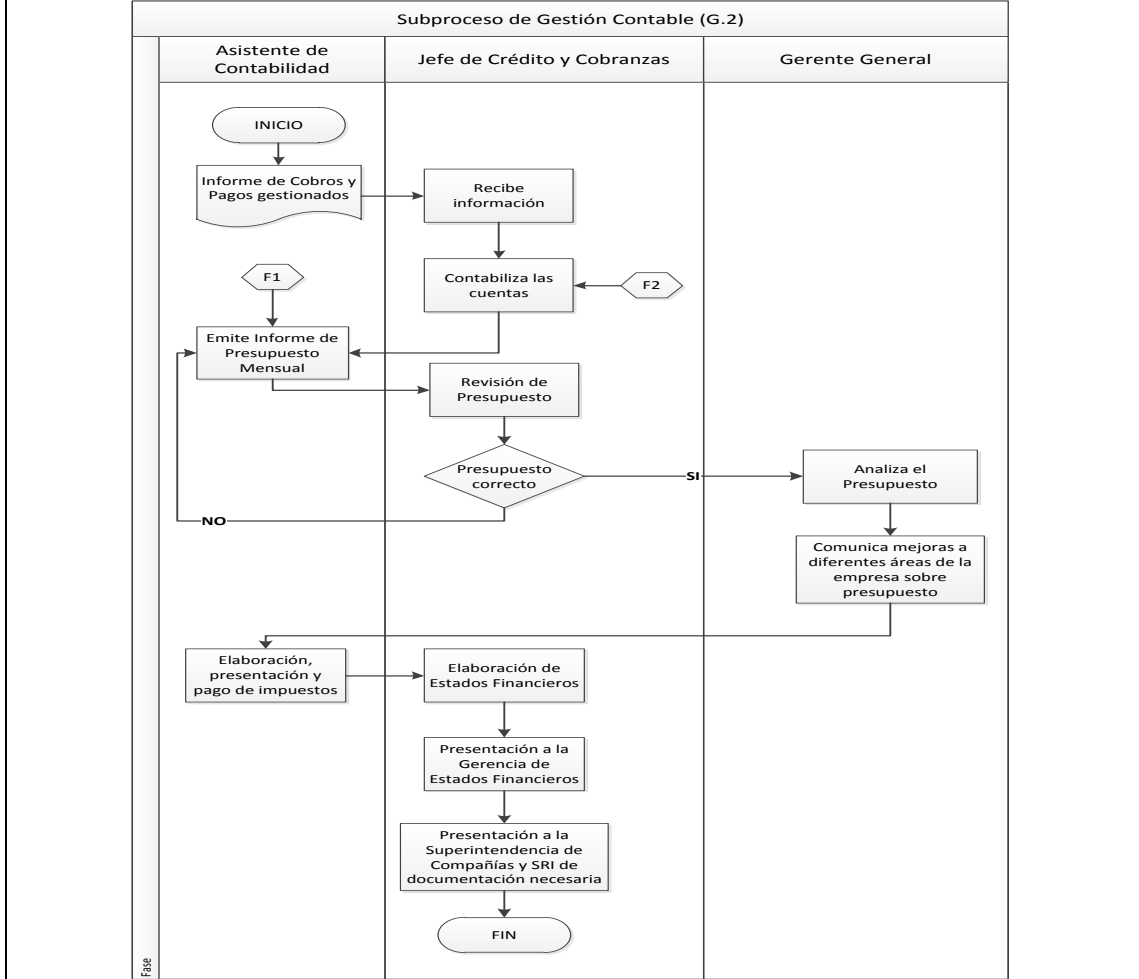 Subproceso de Gestión Contable (G.2)
Asistente de
Contabilidad
Jefe de Crédito y Cobranzas
Gerente General
INICIO
Informe de Cobros y
Pagos gestionados
Recibe
información
F1
Contabiliza las
cuentas
F2
Emite Informe de
Presupuesto
Mensual
Revisión de
Presupuesto
Presupuesto
correcto
SI
Analiza el
Presupuesto
NO
Comunica mejoras a
diferentes áreas de la
empresa sobre
presupuesto
Elaboración,
presentación y
pago de impuestos
Elaboración de
Estados Financieros
Presentación a la
Gerencia de
Estados Financieros
Presentación a la
Superintendencia de
Compañías y SRI de
documentación necesaria
FIN
Fase